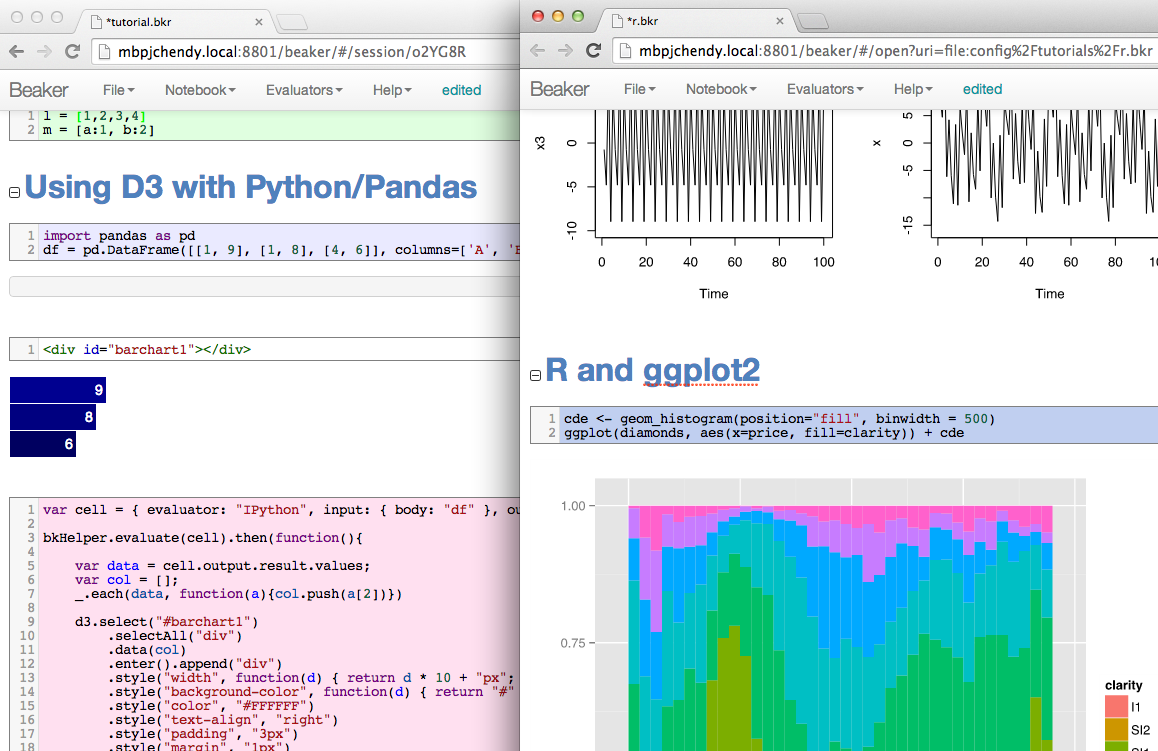 *tutorial.bkr
mbpjchendy.local:8801/beaker/#/session/o2YG8R
Beaker File Notebook Evaluators Help edited
1 l = [1,2,3,4]
2 m = [a:1, b:2]
Using D3 with Python/Pandas
1 import pandas as pd
2 df = pd.DataFrame([[1, 9], [1, 8], [4, 6]], columns=['A', '
1 <div id="barchart1"></div>
9
8
6
1 var cell = { evaluator: "IPython", input: { body: "df" }, ou
2
3 bkHelper.evaluate(cell).then(function(){
4
5 var data = cell.output.result.values;
6 var col = [];
7 _.each(data, function(a){col.push(a[2])})
8
9 d3.select("#barchart1")
10 .selectAll("div")
11 .data(col)
12 .enter().append("div")
13 .style("width", function(d) { return d * 10 + "px";
14 .style("background-color", function(d) { return "#"
15 .style("color", "#FFFFFF")
16 .style("text-align", "right")
17 .style("padding", "3px")
18 .style("margin", "1px")
*r.bkr
mbpjchendy.local:8801/beaker/#/open?uri=file:config%2Ftutorials%2Fr.bkr
Beaker File Notebook Evaluators Help edited
x3
0
-5
-10
0 20 40 60 80 100
Time
x
5
0
-5
-15
0 20 40 60 80
Time
R and ggplot2
1 cde <- geom_histogram(position="fill", binwidth = 500)
2 ggplot(diamonds, aes(x=price, fill=clarity)) + cde
1.00
0.75
clarity
I1
SI2
SI1